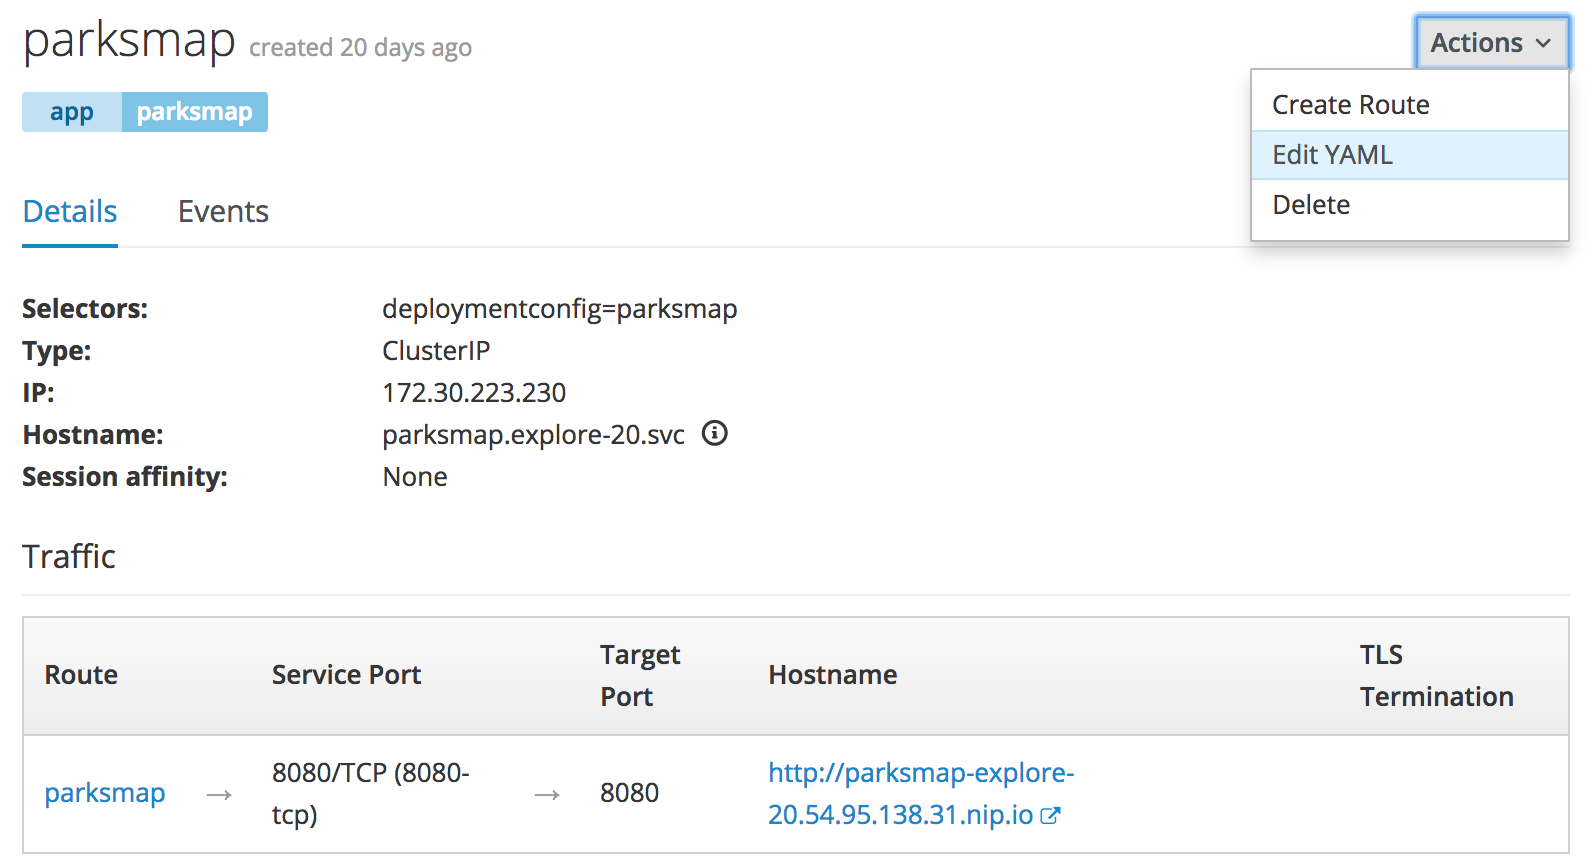 parksmap created 20 days ago
Actions
app parksmap
Create Route
Edit YAML
Delete
Details Events
Selectors: deploymentconfig=parksmap
Type: ClusterIP
IP: 172.30.223.230
Hostname: parksmap.explore-20.svc
Session affinity: None
Traffic
Route
Service Port
Target
Port
Hostname
TLS
Termination
parksmap →
8080/TCP (8080-
tcp)
→ 8080
http://parksmap-explore-
20.54.95.138.31.nip.io